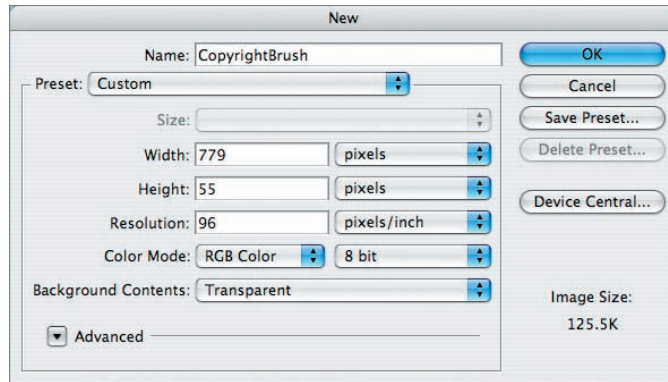 New
Name: CopyrightBrush
OK
Preset: Custom
Cancel
Size:
Save Preset...
Width: 779 pixels
Delete Preset...
Height: 55 pixels
Device Central...
Resolution: 96 pixels/inch
Color Mode: RGB Color 8 bit
Background Contents: Transparent
Image Size:
125.5K
Advanced